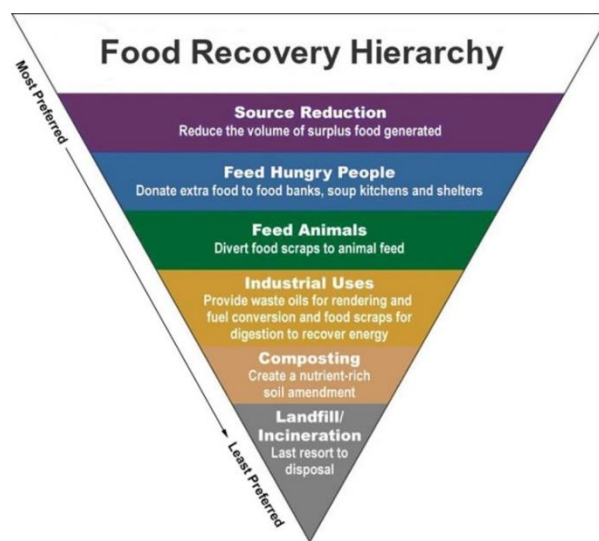 Food Recovery Hierarchy
Most Preferred
Source Reduction
Reduce the volume of surplus food generated
Feed Hungry People
Donate extra food to food banks, soup kitchens and shelters
Feed Animals
Divert food scraps to animal feed
Industrial Uses
Provide waste oils for rendering and
fuel conversion and food scraps for
digestion to recover energy
Composting
Create a nutrient-rich
soil amendment
Landfill/
Incineration
Last resort to
disposal
Least Preferred